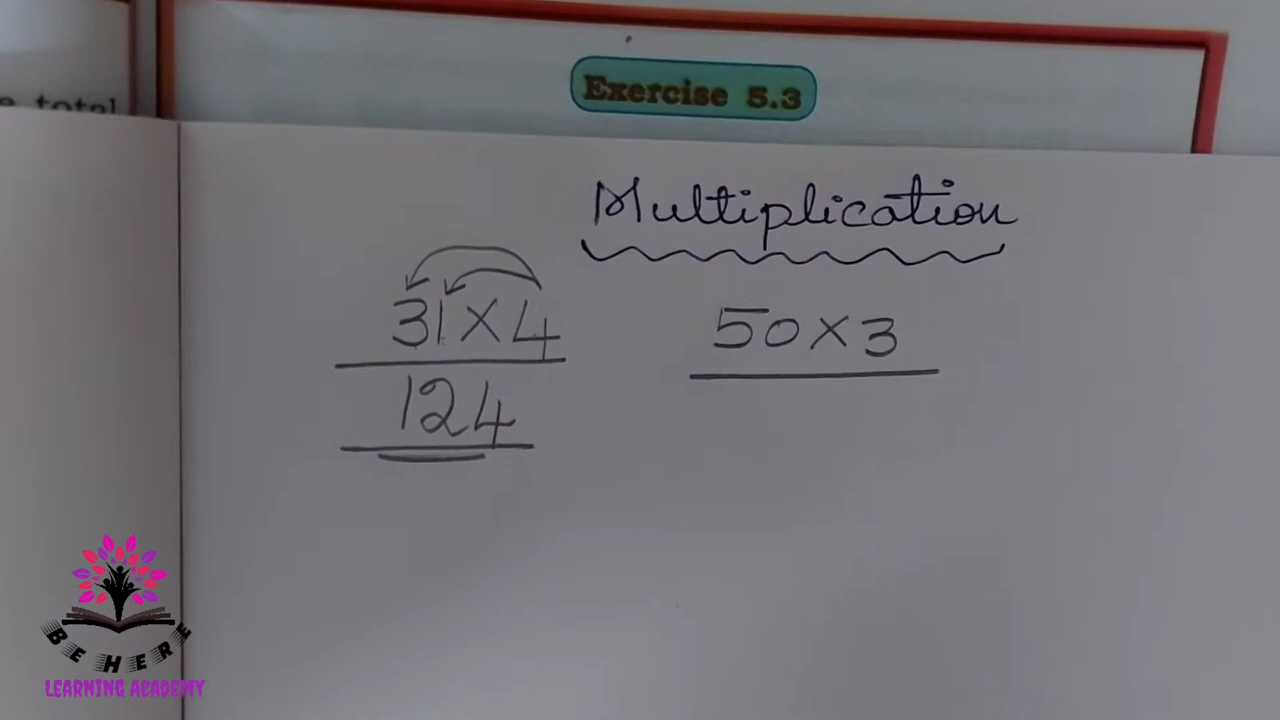 e total
Exercise 5.3
Multiplication
31×4
124
50×3
BE HERE
LEARNING ACADEMY